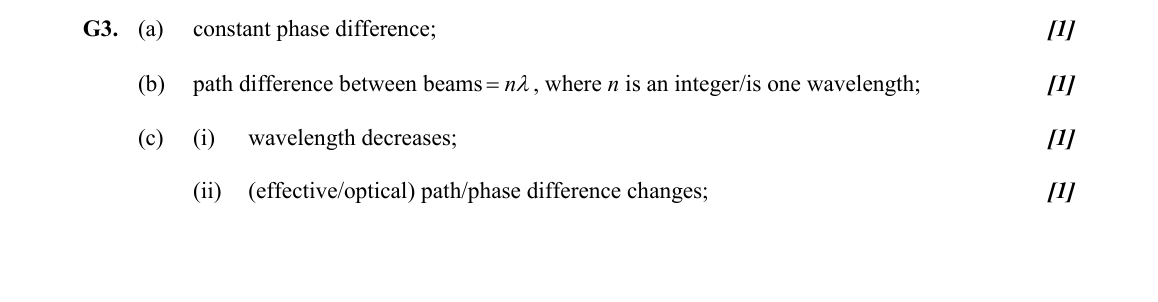 G3. (a) constant phase difference; [1]
(b) path difference between beams = nλ, where n is an integer/is one wavelength; [1]
(c) (i) wavelength decreases; [1]
(ii) (effective/optical) path/phase difference changes; [1]